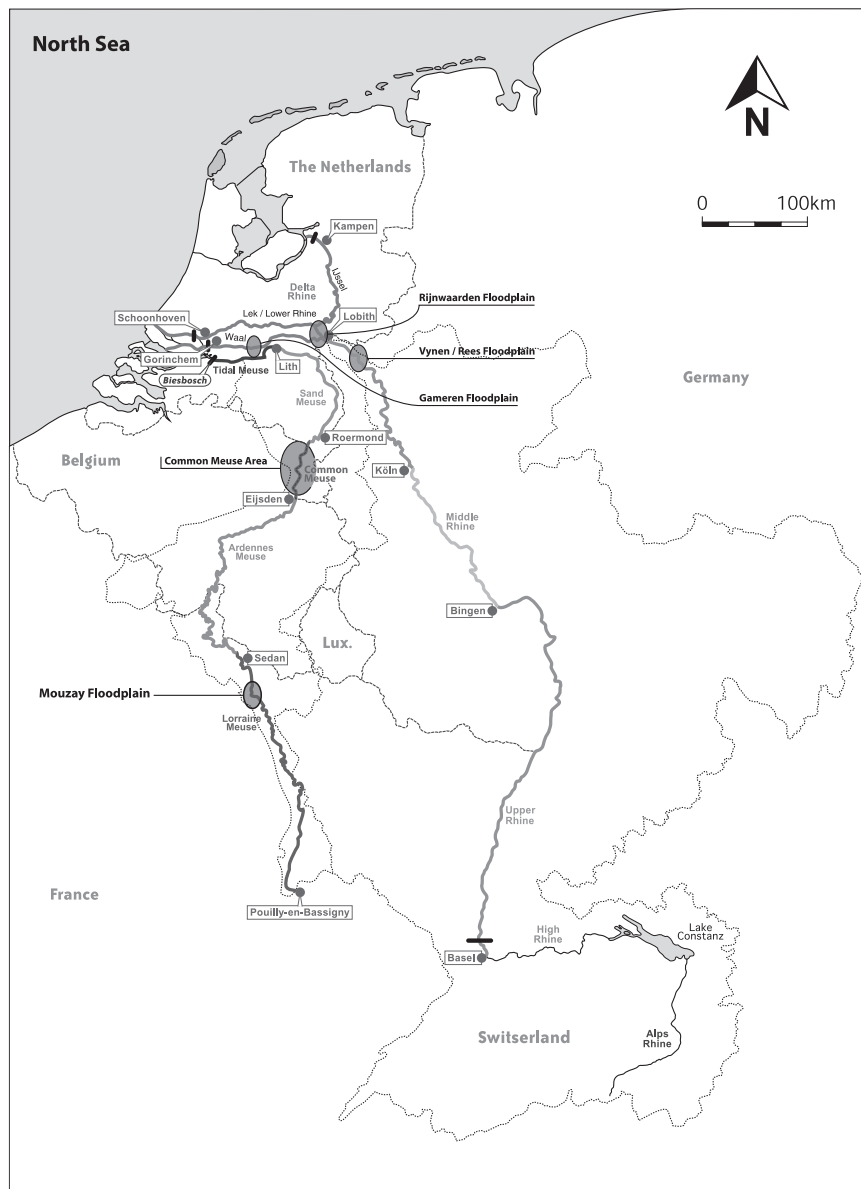 North Sea
N
0 100km
The Netherlands
Kampen
IJssel
Delta
Rhine
Rijnwaarden Floodplain
Lek / Lower Rhine
Lobith
Schoonhoven
Waal
Vynen / Rees Floodplain
Gorinchem
Biesbosch
Tidal Meuse
Lith
Germany
Gameren Floodplain
Sand
Meuse
Roermond
Belgium
Common Meuse Area
Common
Meuse
Köln
Eijsden
Middle
Rhine
Ardennes
Meuse
Bingen
Lux.
Sedan
Mouzay Floodplain
Lorraine
Meuse
Upper
Rhine
France
Pouilly-en-Bassigny
High
Rhine
Lake
Constanz
Basel
Switserland
Alps
Rhine